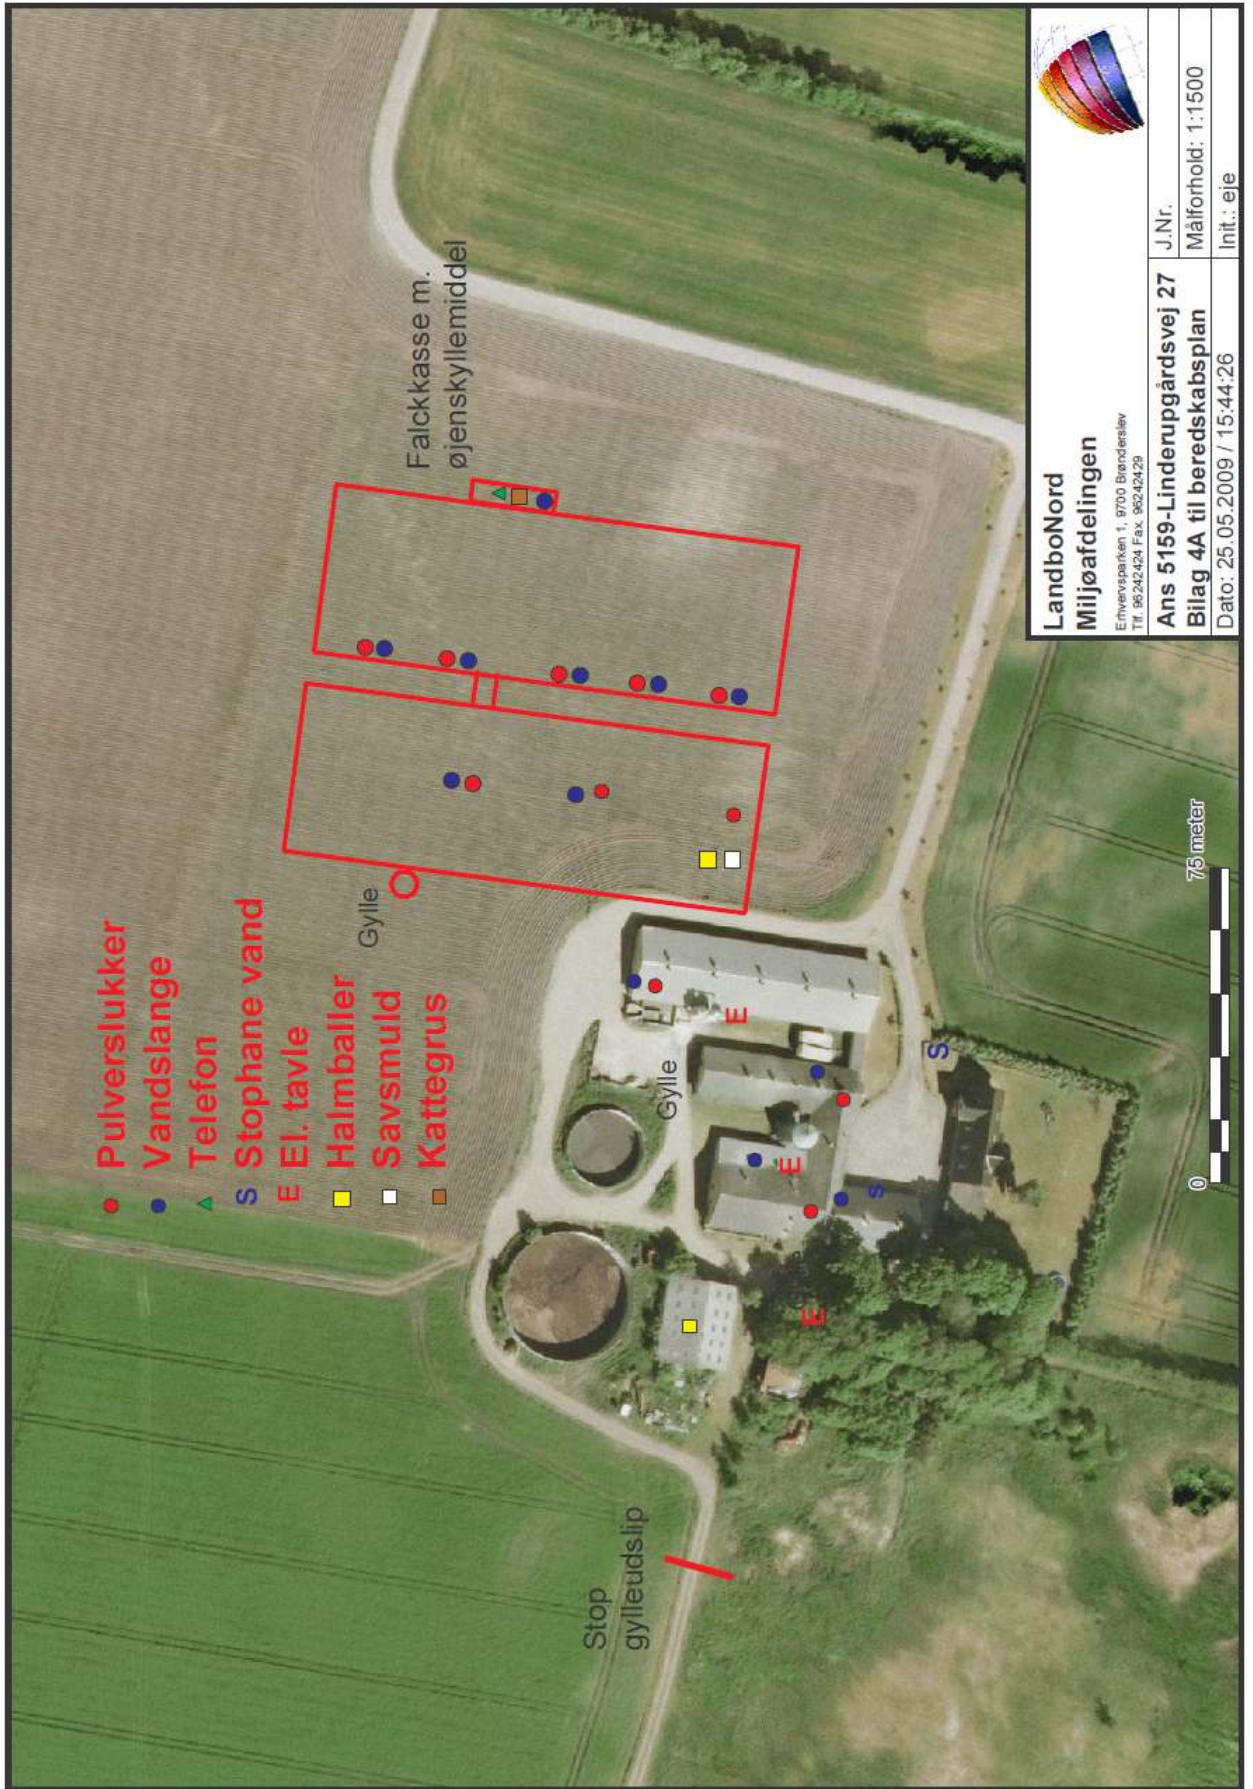 Pulverslukker
Vandslange
Telefon
S Stophane vand
E El. tavle
Halmballer
Savsmuld
Kattegrus
Gylle
Falckkasse m.
øjenskyllemiddel
Gylle
E
E
E
S
S
Stop
gylleudslip
0
75 meter
LandboNord
Miljøafdelingen
Erhvervsparken 1, 9700 Brønderslev
Tlf. 96242424 Fax. 96242429
Ans 5159-Linderupgårdsvej 27
J.Nr.
Bilag 4A til beredskabsplan
Målforhold: 1:1500
Dato: 25.05.2009 / 15:44:26
Init.: eje